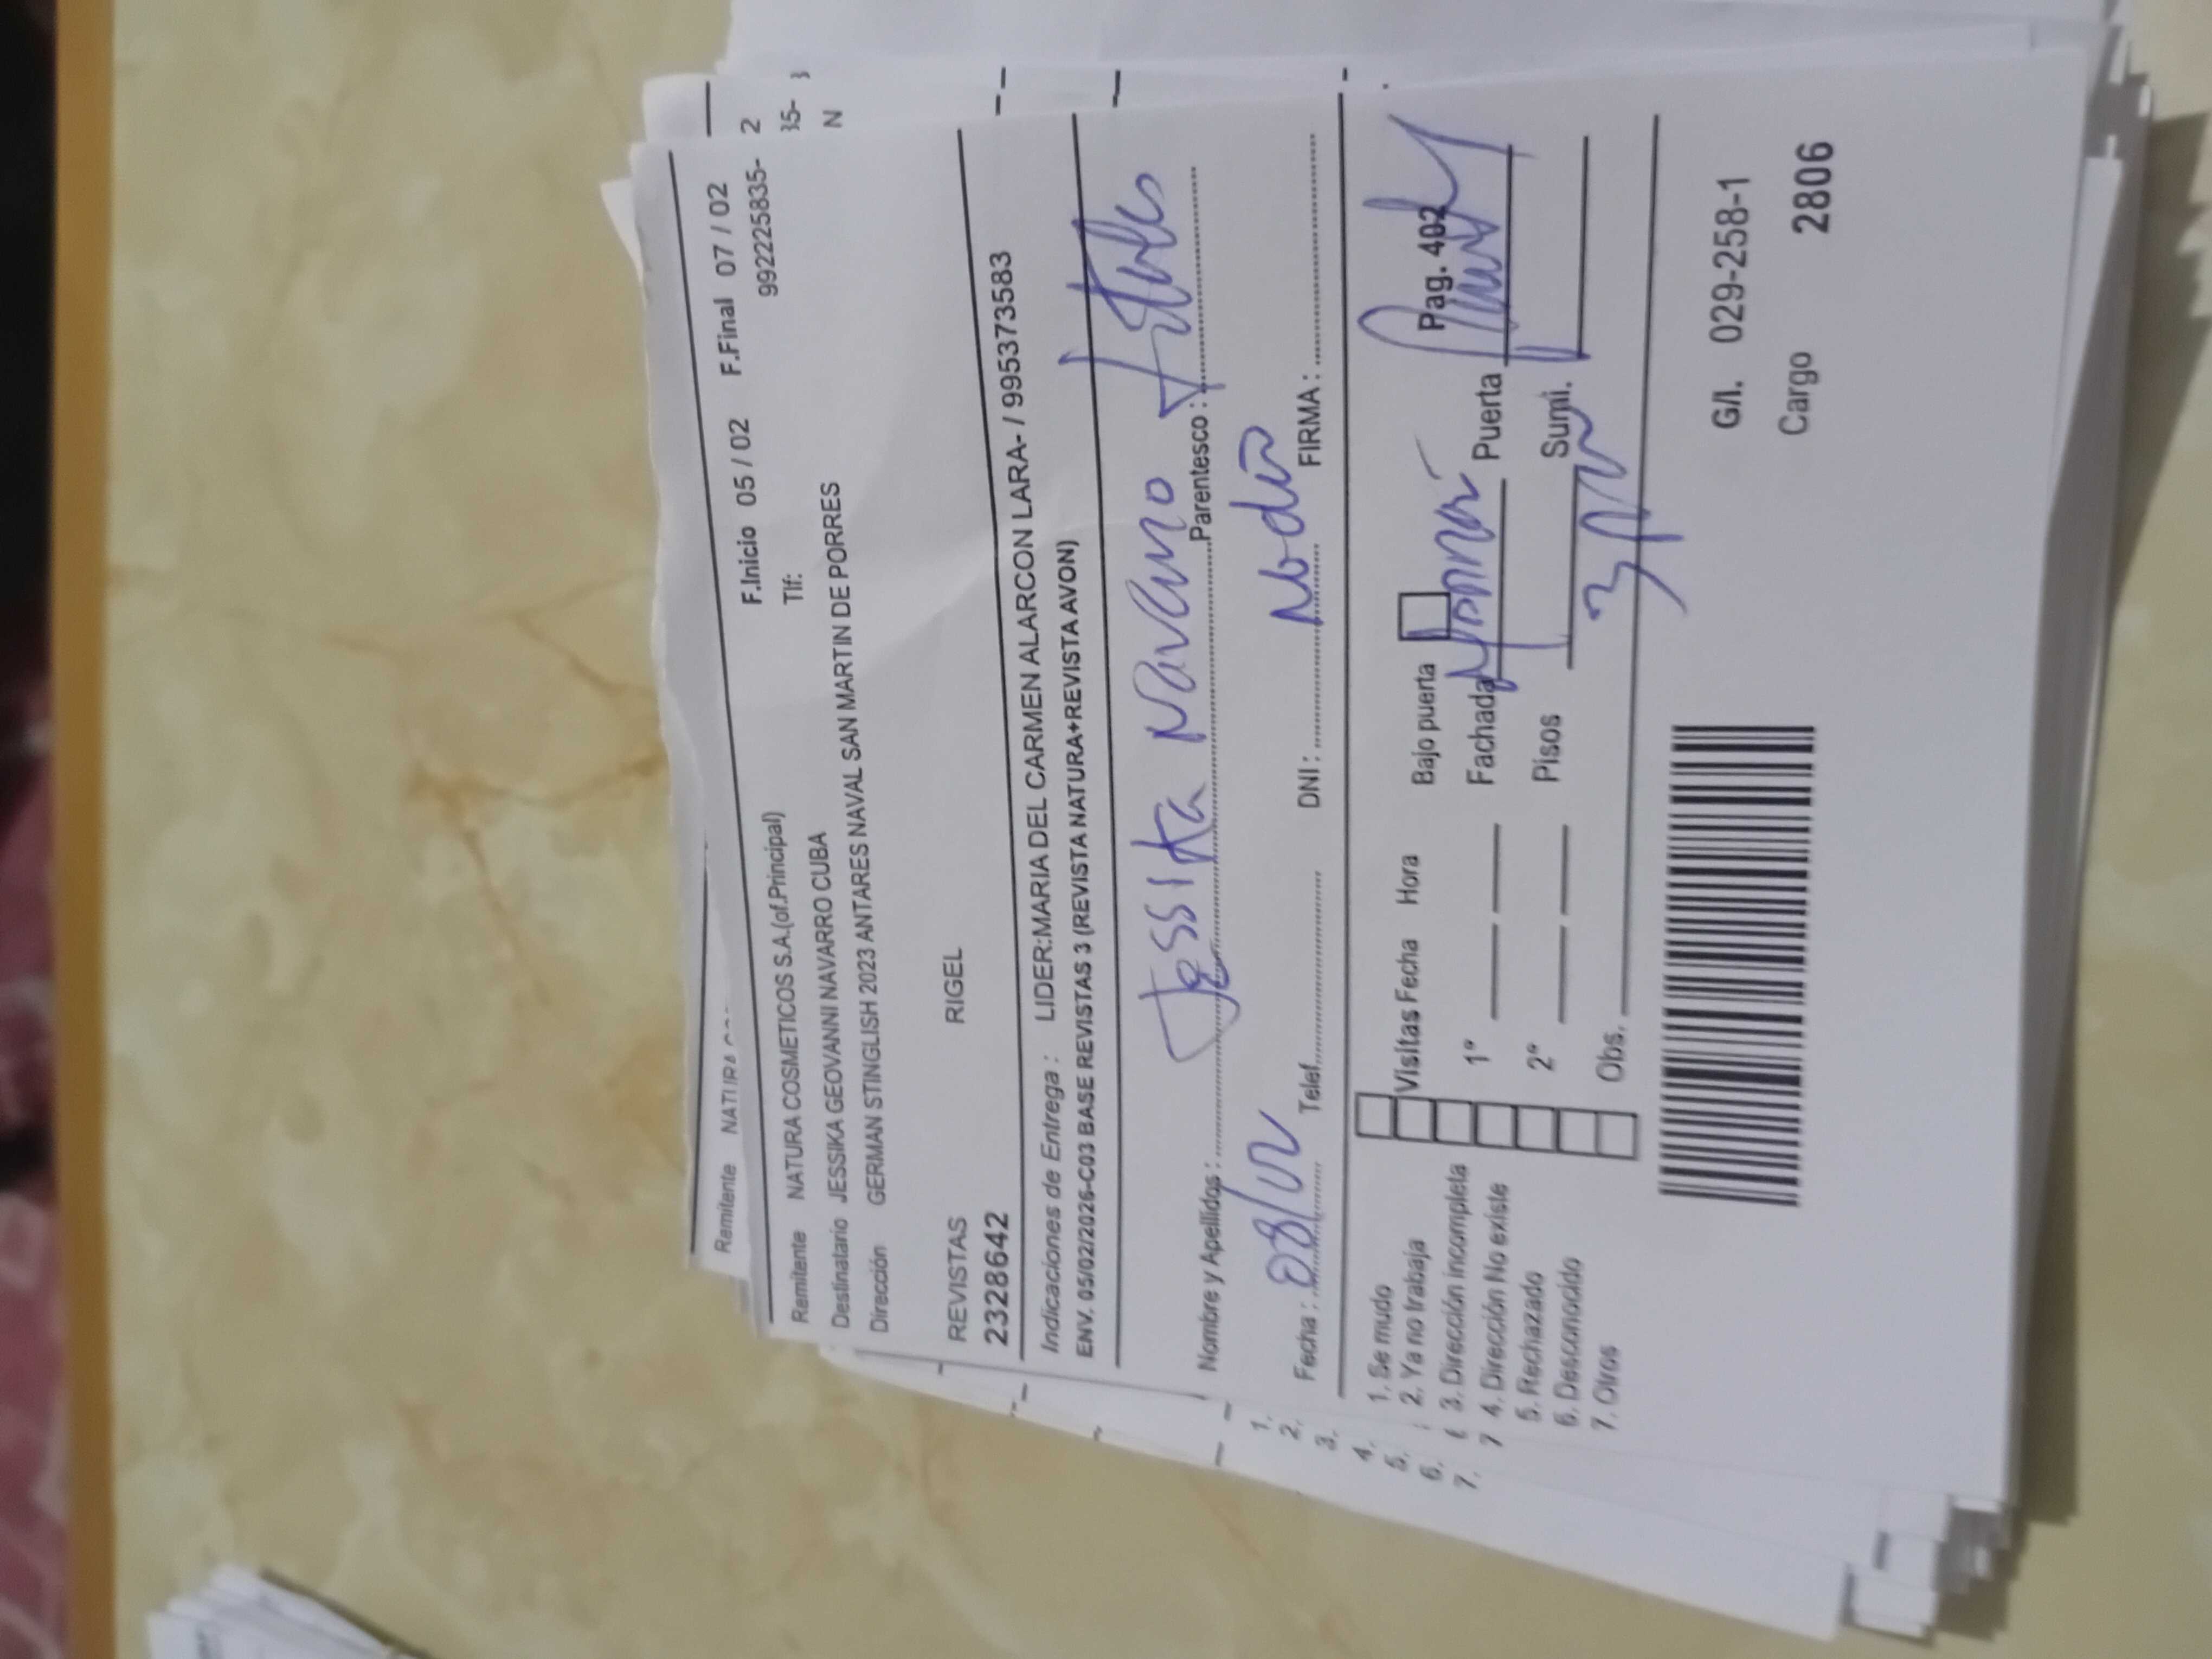 Remitente
F.Inicio 05 / 02 F.Final 07 / 02 2
Remitente NATURA COSMETICOS S.A.(of.Principal) Tlf: 992225835-
Destinatario JESSIKA GEOVANNI NAVARRO CUBA
Dirección GERMAN STINGLISH 2023 ANTARES NAVAL SAN MARTIN DE PORRES
REVISTAS RIGEL
2328642
Indicaciones de Entrega : LIDER:MARIA DEL CARMEN ALARCON LARA- / 995373583
ENV. 05/02/2026-C03 BASE REVISTAS 3 (REVISTA NATURA+REVISTA AVON)
Nombre y Apellidos : Jessika Navarro Parentesco :
Fecha : 08/02 Telef. DNI : No dio FIRMA :
1. Se mudo
2. Ya no trabaja
3. Dirección incompleta
4. Dirección No existe
5. Rechazado
6. Desconocido
7. Otros
Visitas Fecha Hora Bajo puerta Pag. 402
1º Fachada Puerta
2º Pisos Sumi.
Obs.
G/I. 029-258-1
Cargo 2806